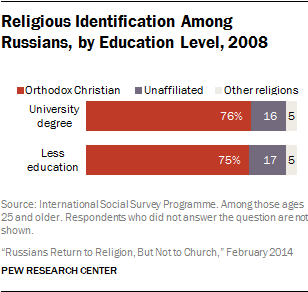 Religious Identification Among
Russians, by Education Level, 2008
Orthodox Christian Unaffiliated Other religions
University
degree
76% 16 5
Less
education
75% 17 5
Source: International Social Survey Programme. Among those ages
25 and older. Respondents who did not answer the question are not
shown.
“Russians Return to Religion, But Not to Church,” February 2014
PEW RESEARCH CENTER